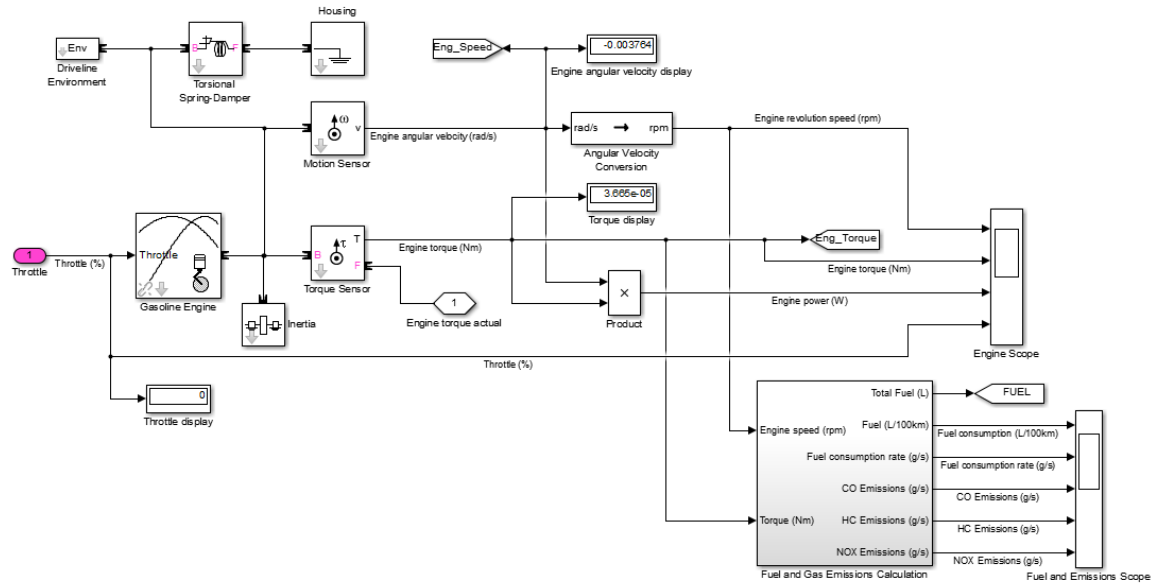 Env
Driveline
Environment
B
F
Torsional
Spring-Damper
Housing
Eng_Speed
-0.003764
Engine angular velocity display
ω
v
Motion Sensor
Engine angular velocity (rad/s)
rad/s
rpm
Angular Velocity
Conversion
Engine revolution speed (rpm)
3.665e-05
Torque display
1
Throttle
Throttle (%)
Throttle
Gasoline Engine
B
τ
T
F
Torque Sensor
Engine torque (Nm)
Eng_Torque
Engine torque (Nm)
1
Engine torque actual
×
Product
Engine power (W)
Inertia
Engine Scope
Throttle (%)
0
Throttle display
Total Fuel (L)
FUEL
Engine speed (rpm)
Fuel (L/100km)
Fuel consumption (L/100km)
Fuel consumption rate (g/s)
Fuel consumption rate (g/s)
CO Emissions (g/s)
CO Emissions (g/s)
Torque (Nm)
HC Emissions (g/s)
HC Emissions (g/s)
NOX Emissions (g/s)
NOX Emissions (g/s)
Fuel and Gas Emissions Calculation
Fuel and Emissions Scope